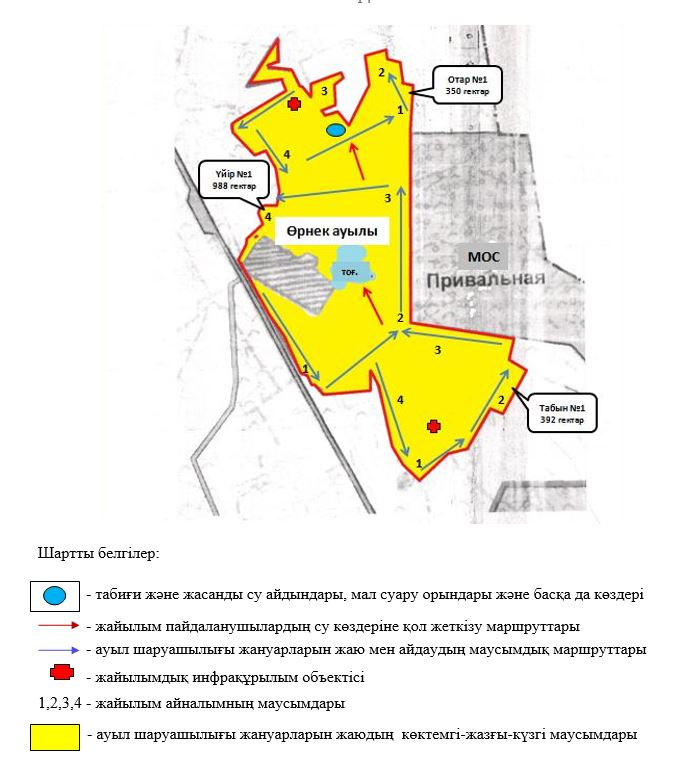 2
Отар №1
350 гектар
3
1
4
Үйір №1
988 гектар
3
4
Өрнек ауылы
МОС
тоғ.
Привальная
2
3
1
4
2
Табын №1
392 гектар
1
Шартты белгілер:
- табиғи және жасанды су айдындары, мал суару орындары және басқа да көздері
- жайылым пайдаланушылардың су көздеріне қол жеткізу маршруттары
- ауыл шаруашылығы жануарларын жаю мен айдаудың маусымдық маршруттары
- жайылымдық инфрақұрылым объектісі
1,2,3,4 - жайылым айналымның маусымдары
- ауыл шаруашылығы жануарларын жаюдың көктемгі-жазғы-күзгі маусымдары